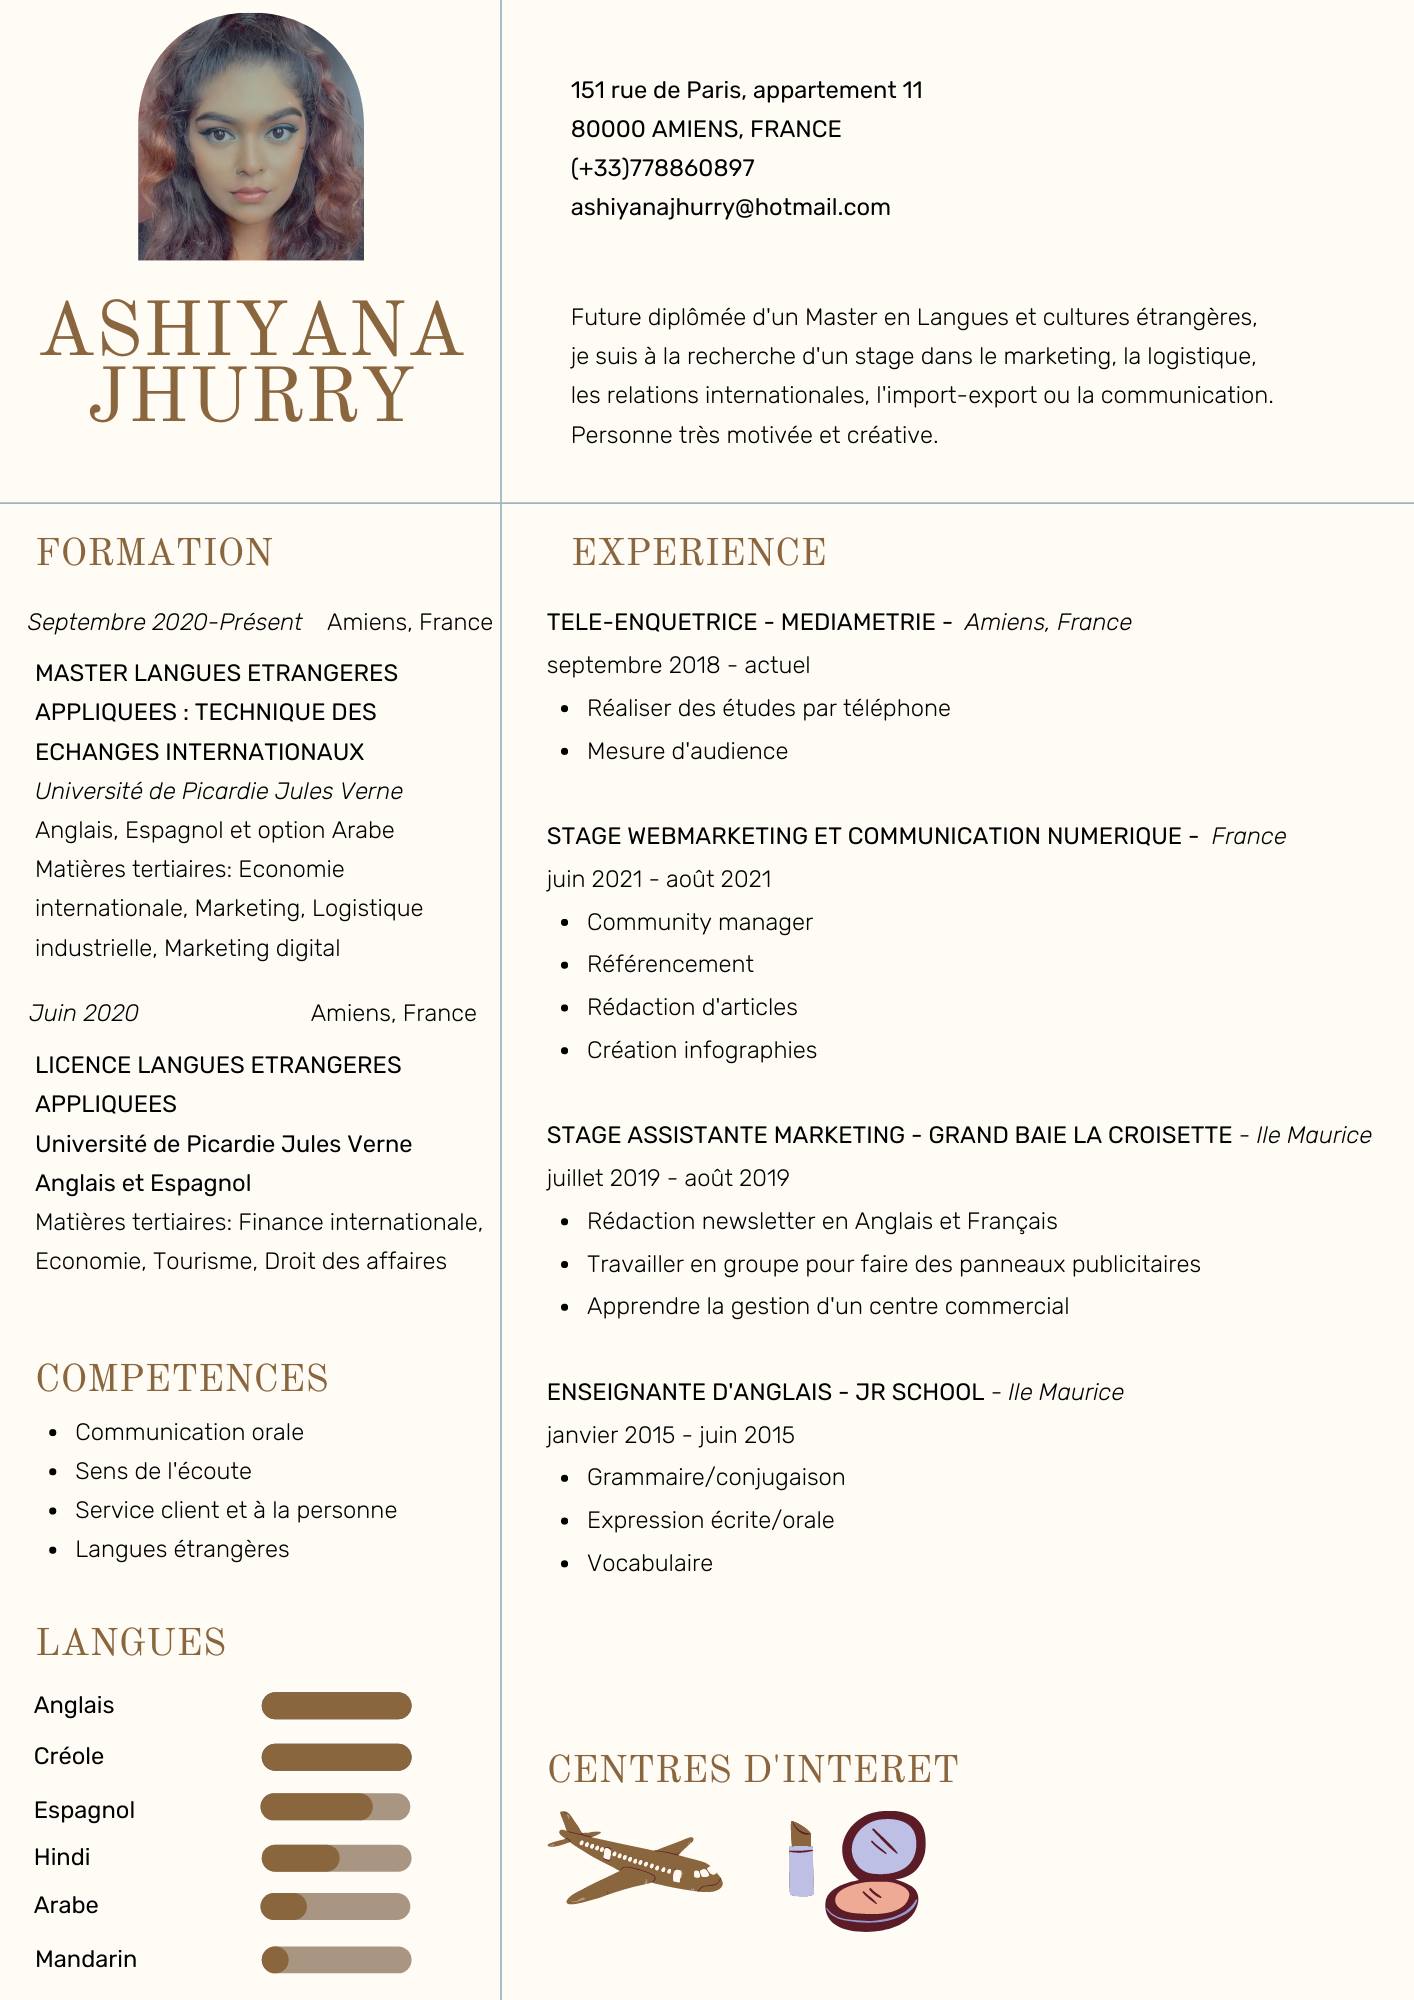 ASHIYANA
JHURRY
151 rue de Paris, appartement 11
80000 AMIENS, FRANCE
(+33)778860897
ashiyanajhurry@hotmail.com
Future diplômée d'un Master en Langues et cultures étrangères,
je suis à la recherche d'un stage dans le marketing, la logistique,
les relations internationales, l'import-export ou la communication.
Personne très motivée et créative.
FORMATION
Septembre 2020-Présent Amiens, France
MASTER LANGUES ETRANGERES
APPLIQUEES : TECHNIQUE DES
ECHANGES INTERNATIONAUX
Université de Picardie Jules Verne
Anglais, Espagnol et option Arabe
Matières tertiaires: Economie
internationale, Marketing, Logistique
industrielle, Marketing digital
Juin 2020 Amiens, France
LICENCE LANGUES ETRANGERES
APPLIQUEES
Université de Picardie Jules Verne
Anglais et Espagnol
Matières tertiaires: Finance internationale,
Economie, Tourisme, Droit des affaires
COMPETENCES
• Communication orale
• Sens de l'écoute
• Service client et à la personne
• Langues étrangères
LANGUES
Anglais
Créole
Espagnol
Hindi
Arabe
Mandarin
EXPERIENCE
TELE-ENQUETRICE - MEDIAMETRIE - Amiens, France
septembre 2018 - actuel
• Réaliser des études par téléphone
• Mesure d'audience
STAGE WEBMARKETING ET COMMUNICATION NUMERIQUE - France
juin 2021 - août 2021
• Community manager
• Référencement
• Rédaction d'articles
• Création infographies
STAGE ASSISTANTE MARKETING - GRAND BAIE LA CROISETTE - Ile Maurice
juillet 2019 - août 2019
• Rédaction newsletter en Anglais et Français
• Travailler en groupe pour faire des panneaux publicitaires
• Apprendre la gestion d'un centre commercial
ENSEIGNANTE D'ANGLAIS - JR SCHOOL - Ile Maurice
janvier 2015 - juin 2015
• Grammaire/conjugaison
• Expression écrite/orale
• Vocabulaire
CENTRES D'INTERET